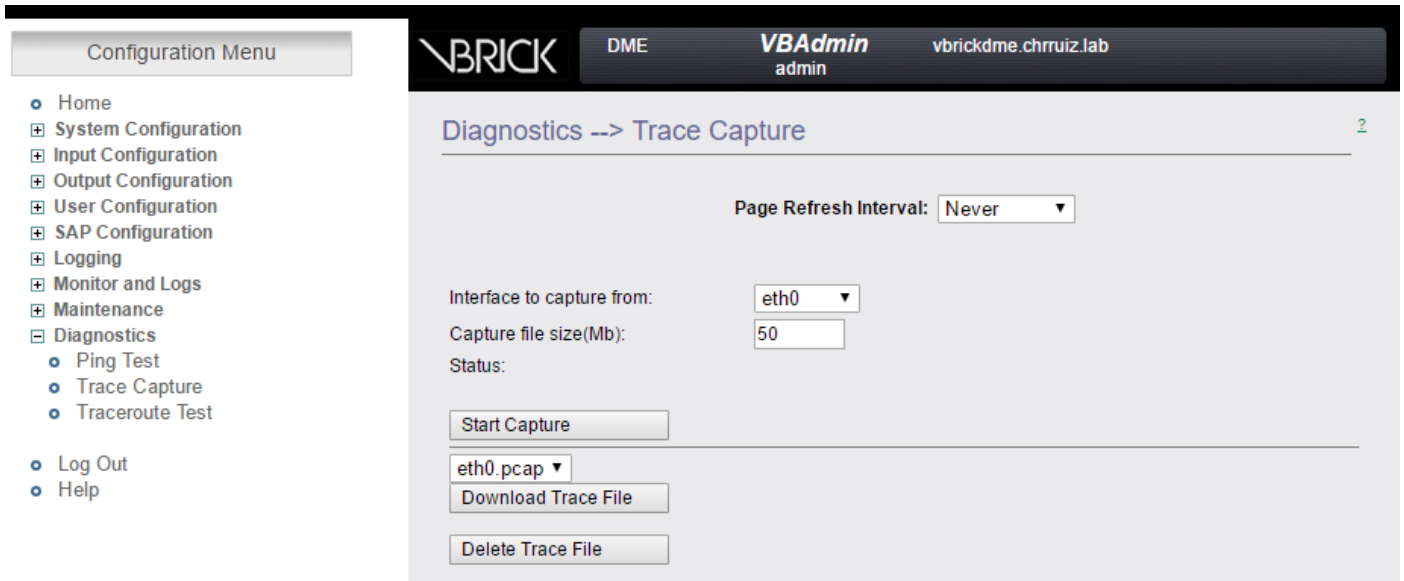 Configuration Menu
Home
System Configuration
Input Configuration
Output Configuration
User Configuration
SAP Configuration
Logging
Monitor and Logs
Maintenance
Diagnostics
Ping Test
Trace Capture
Traceroute Test
Log Out
Help
VBRICK DME VBAdmin vbrickdme.chrruiz.lab
admin
Diagnostics --> Trace Capture ?
Page Refresh Interval: Never
Interface to capture from: eth0
Capture file size(Mb): 50
Status:
Start Capture
eth0.pcap
Download Trace File
Delete Trace File